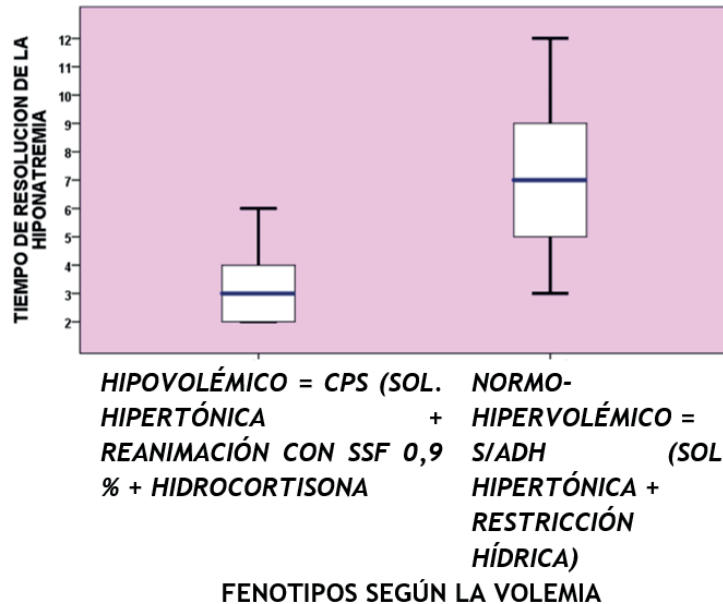 TIEMPO DE RESOLUCION DE LA
HIPONATREMIA
12
11
10
9
8
7
6
5
4
3
2
HIPOVOLÉMICO = CPS (SOL.
HIPERTÓNICA +
REANIMACIÓN CON SSF 0,9
% + HIDROCORTISONA
NORMO-
HIPERVOLÉMICO =
S/ADH (SOL
HIPERTÓNICA +
RESTRICCIÓN
HÍDRICA)
FENOTIPOS SEGÚN LA VOLEMIA